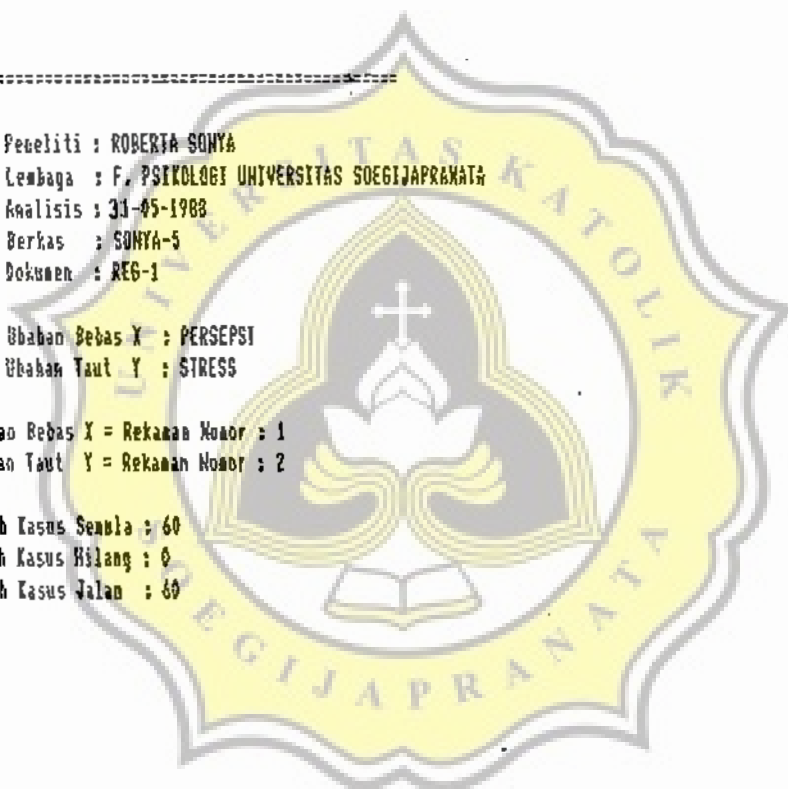 ==========================================
Peneliti : ROBERTA SONYA
Lembaga : F. PSIKOLOGI UNIVERSITAS SOEGIJAPRANATA
Analisis : 31-05-1988
Berkas : SONYA-5
Dokumen : REG-1
Ubahan Bebas X : PERSEPSI
Ubahan Taut Y : STRESS
an Bebas X = Rekaman Nomor : 1
an Taut Y = Rekaman Nomor : 2
h Kasus Semula : 60
h Kasus Hilang : 0
h Kasus Jalan : 60
UNIVERSITAS KATOLIK
SOEGIJAPRANATA